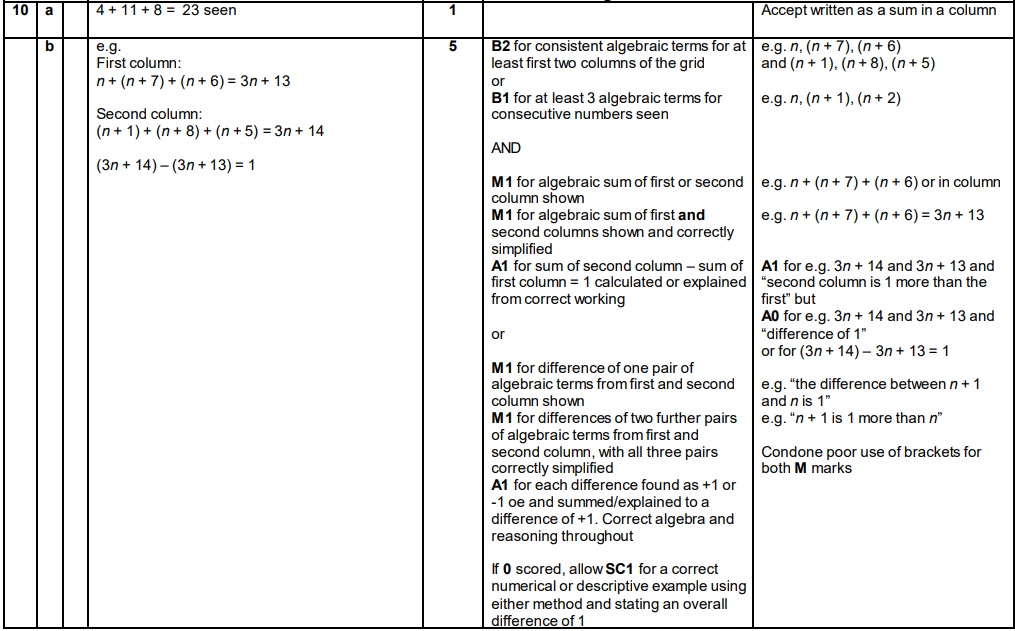 10 a 4 + 11 + 8 = 23 seen 1 Accept written as a sum in a column
b e.g. 5
First column:
n + (n + 7) + (n + 6) = 3n + 13
Second column:
(n + 1) + (n + 8) + (n + 5) = 3n + 14
(3n + 14) – (3n + 13) = 1
B2 for consistent algebraic terms for at
least first two columns of the grid
or
B1 for at least 3 algebraic terms for
consecutive numbers seen
AND
M1 for algebraic sum of first or second
column shown
M1 for algebraic sum of first and
second columns shown and correctly
simplified
A1 for sum of second column – sum of
first column = 1 calculated or explained
from correct working
or
M1 for difference of one pair of
algebraic terms from first and second
column shown
M1 for differences of two further pairs
of algebraic terms from first and
second column, with all three pairs
correctly simplified
A1 for each difference found as +1 or
-1 oe and summed/explained to a
difference of +1. Correct algebra and
reasoning throughout
If 0 scored, allow SC1 for a correct
numerical or descriptive example using
either method and stating an overall
difference of 1
e.g. n, (n + 7), (n + 6)
and (n + 1), (n + 8), (n + 5)
e.g. n, (n + 1), (n + 2)
e.g. n + (n + 7) + (n + 6) or in column
e.g. n + (n + 7) + (n + 6) = 3n + 13
A1 for e.g. 3n + 14 and 3n + 13 and
“second column is 1 more than the
first” but
A0 for e.g. 3n + 14 and 3n + 13 and
“difference of 1”
or for (3n + 14) – 3n + 13 = 1
e.g. “the difference between n + 1
and n is 1”
e.g. “n + 1 is 1 more than n”
Condone poor use of brackets for
both M marks